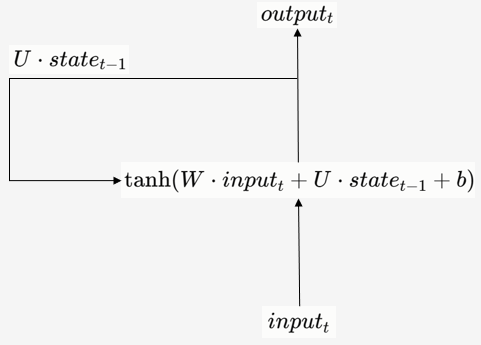 output_t
U · state_{t−1}
tanh(W · input_t + U · state_{t−1} + b)
input_t